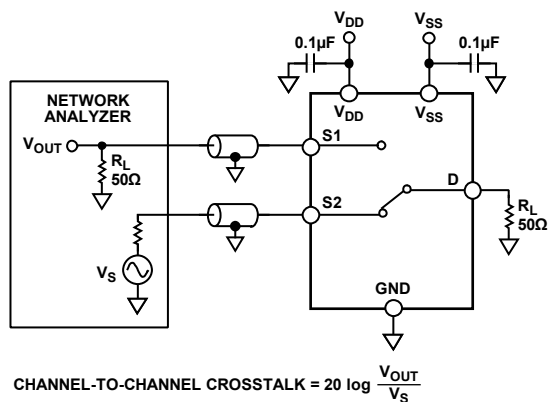 VDD
VSS
0.1µF
0.1µF
VDD
VSS
NETWORK
ANALYZER
VOUT
RL
50Ω
S1
S2
D
RL
50Ω
VS
GND
CHANNEL-TO-CHANNEL CROSSTALK = 20 log VOUT
VS